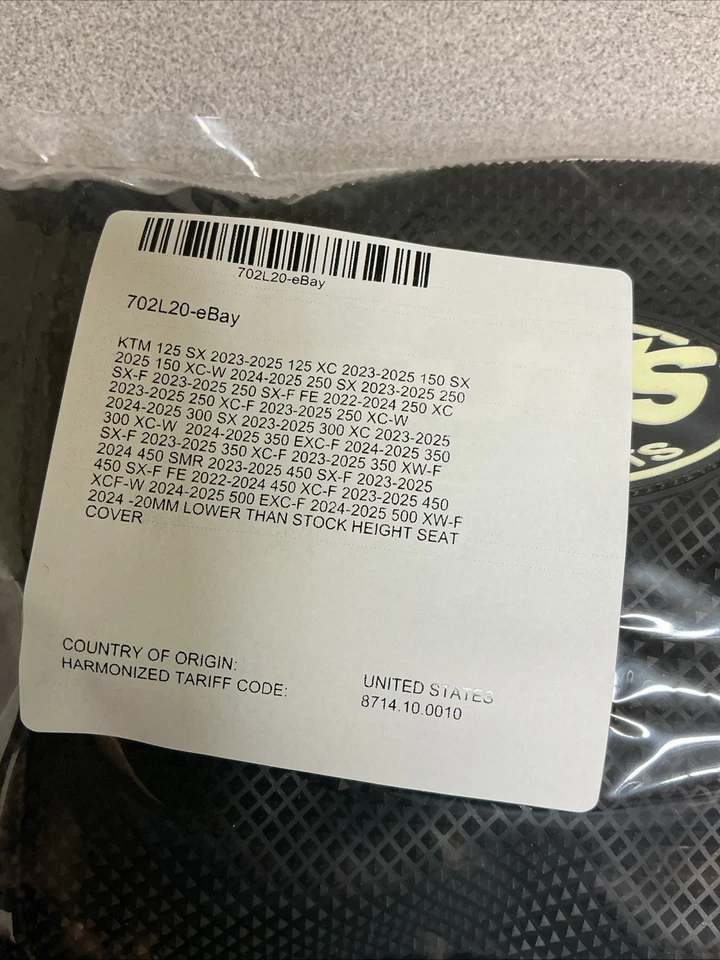 702L20-eBay
702L20-eBay
KTM 125 SX 2023-2025 125 XC 2023-2025 150 SX
2025 150 XC-W 2024-2025 250 SX 2023-2025 250
SX-F 2023-2025 250 SX-F FE 2022-2024 250 XC
2023-2025 250 XC-F 2023-2025 250 XC-W
2024-2025 300 SX 2023-2025 300 XC 2023-2025
300 XC-W 2024-2025 350 EXC-F 2024-2025 350
SX-F 2023-2025 350 XC-F 2023-2025 350 XW-F
2024 450 SMR 2023-2025 450 SX-F 2023-2025
450 SX-F FE 2022-2024 450 XC-F 2023-2025 450
XCF-W 2024-2025 500 EXC-F 2024-2025 500 XW-F
2024 -20MM LOWER THAN STOCK HEIGHT SEAT
COVER
COUNTRY OF ORIGIN: UNITED STATES
HARMONIZED TARIFF CODE: 8714.10.0010